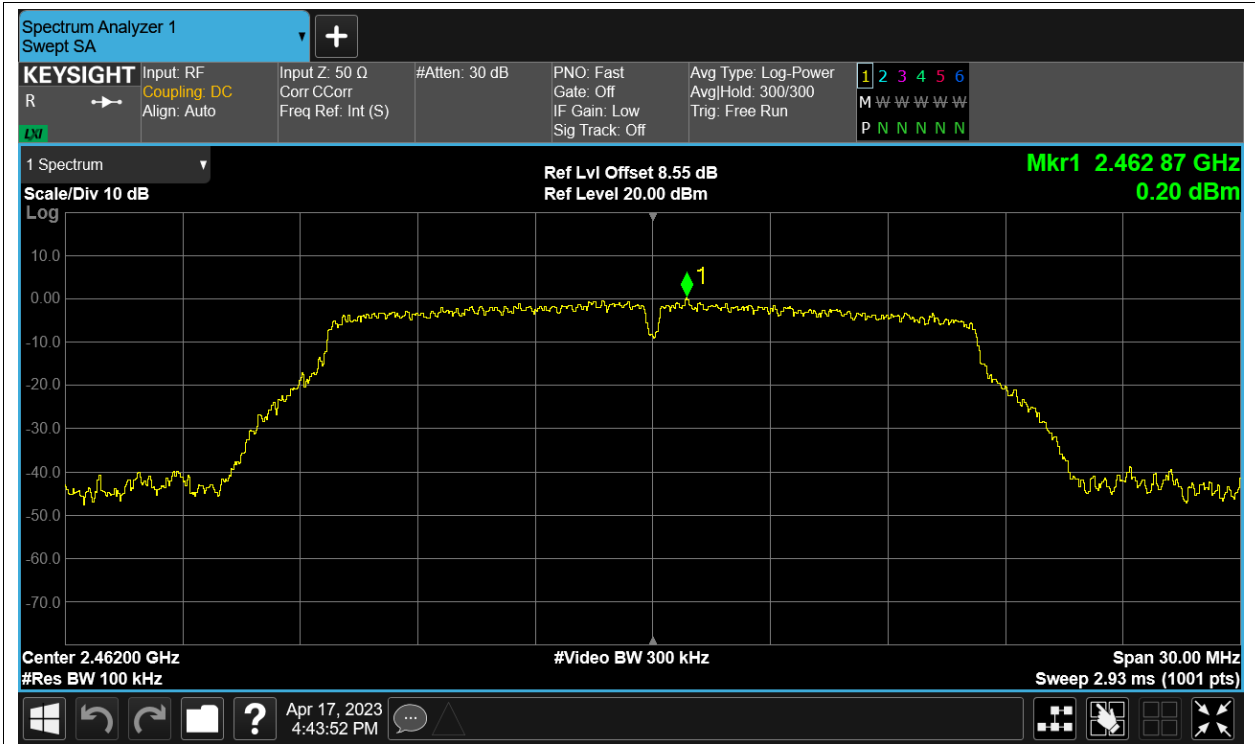 Spectrum Analyzer 1
Swept SA
KEYSIGHT
R
LXI
Input: RF
Coupling: DC
Align: Auto
Input Z: 50 Ω
Corr CCorr
Freq Ref: Int (S)
#Atten: 30 dB
PNO: Fast
Gate: Off
IF Gain: Low
Sig Track: Off
Avg Type: Log-Power
Avg|Hold: 300/300
Trig: Free Run
1 2 3 4 5 6
M W W W W W
P N N N N N
1 Spectrum
Scale/Div 10 dB
Log
Ref Lvl Offset 8.55 dB
Ref Level 20.00 dBm
Mkr1 2.462 87 GHz
0.20 dBm
1
10.0
0.00
-10.0
-20.0
-30.0
-40.0
-50.0
-60.0
-70.0
Center 2.46200 GHz
#Res BW 100 kHz
#Video BW 300 kHz
Span 30.00 MHz
Sweep 2.93 ms (1001 pts)
?
Apr 17, 2023
4:43:52 PM